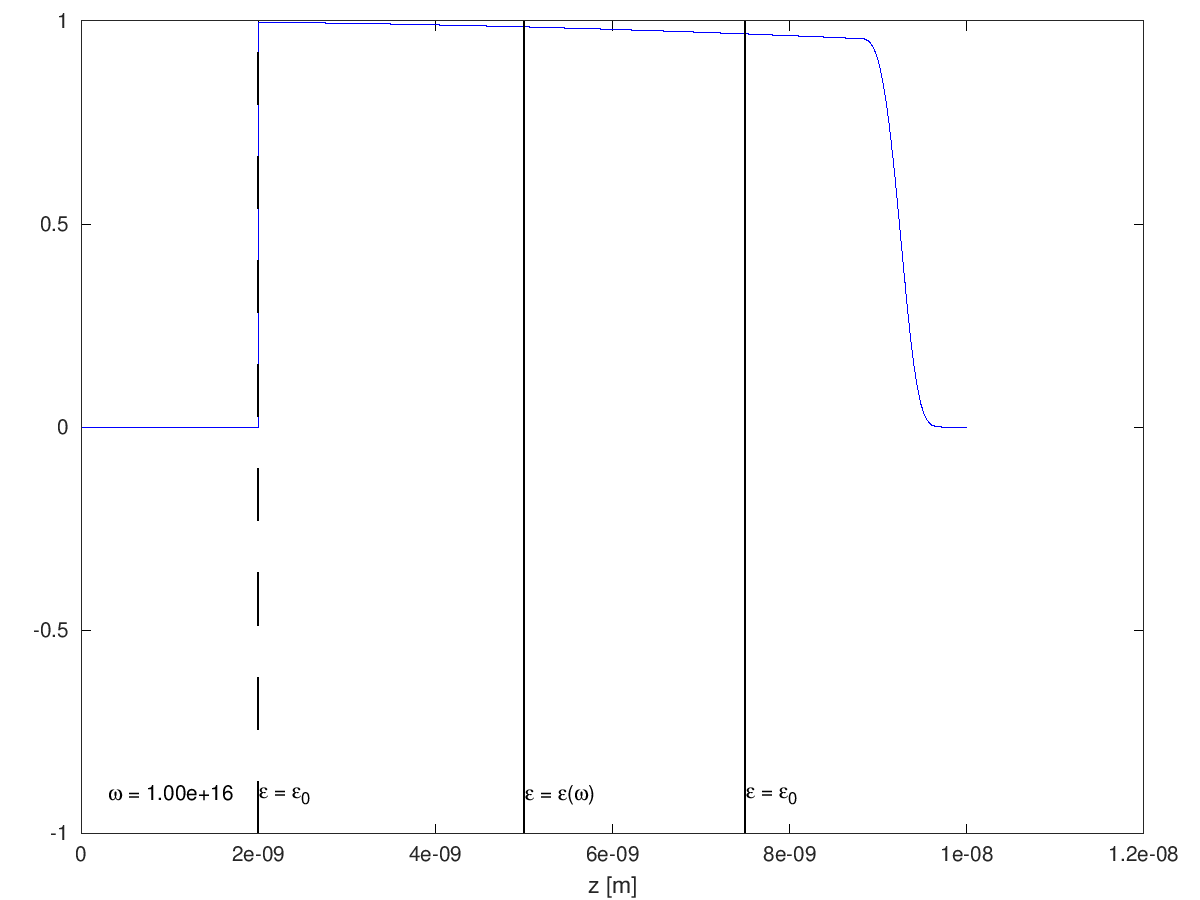 1
0.5
0
-0.5
-1
ω = 1.00e+16
ε = ε₀
ε = ε(ω)
ε = ε₀
0
2e-09
4e-09
6e-09
8e-09
1e-08
1.2e-08
z [m]